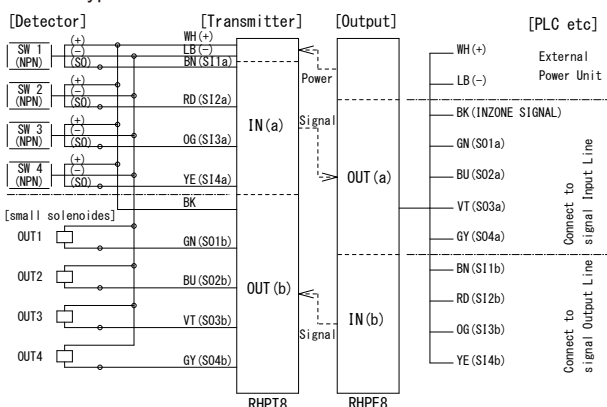 [Detector]
[Transmitter]
[Output]
[PLC etc]
SW 1
(NPN)
(+)
(−)
(SO)
WH(+)
LB(−)
BN(SI1a)
SW 2
(NPN)
(+)
(−)
(SO)
RD(SI2a)
SW 3
(NPN)
(+)
(−)
(SO)
OG(SI3a)
SW 4
(NPN)
(+)
(−)
(SO)
YE(SI4a)
BK
[small solenoides]
OUT1
GN(SO1b)
OUT2
BU(SO2b)
OUT3
VT(SO3b)
OUT4
GY(SO4b)
IN(a)
OUT(b)
RHPT8
Power
Signal
Signal
OUT(a)
IN(b)
RHPE8
WH(+)
LB(−)
External
Power Unit
BK(INZONE SIGNAL)
GN(SO1a)
BU(SO2a)
VT(SO3a)
GY(SO4a)
Connect to
signal Input Line
BN(SI1b)
RD(SI2b)
OG(SI3b)
YE(SI4b)
Connect to
signal Output Line